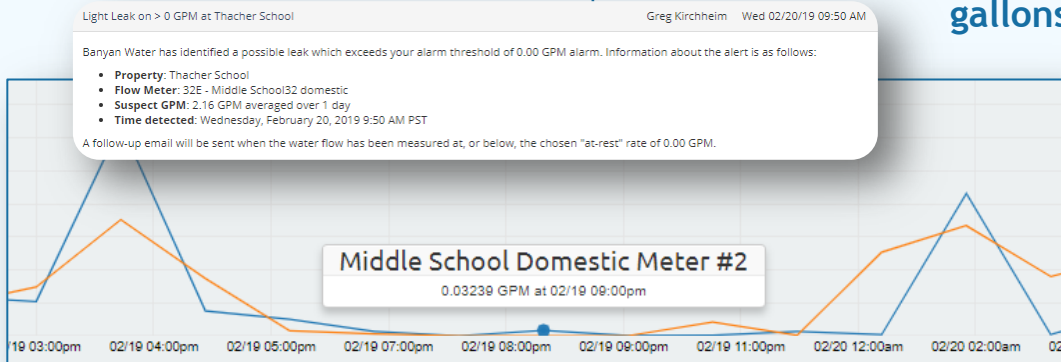 gallons
Light Leak on > 0 GPM at Thacher School Greg Kirchheim Wed 02/20/19 09:50 AM
Banyan Water has identified a possible leak which exceeds your alarm threshold of 0.00 GPM alarm. Information about the alert is as follows:
• Property: Thacher School
• Flow Meter: 32E - Middle School32 domestic
• Suspect GPM: 2.16 GPM averaged over 1 day
• Time detected: Wednesday, February 20, 2019 9:50 AM PST
A follow-up email will be sent when the water flow has been measured at, or below, the chosen "at-rest" rate of 0.00 GPM.
Middle School Domestic Meter #2
0.03239 GPM at 02/19 09:00pm
/19 03:00pm 02/19 04:00pm 02/19 05:00pm 02/19 07:00pm 02/19 08:00pm 02/19 09:00pm 02/19 11:00pm 02/20 12:00am 02/20 02:00am 02